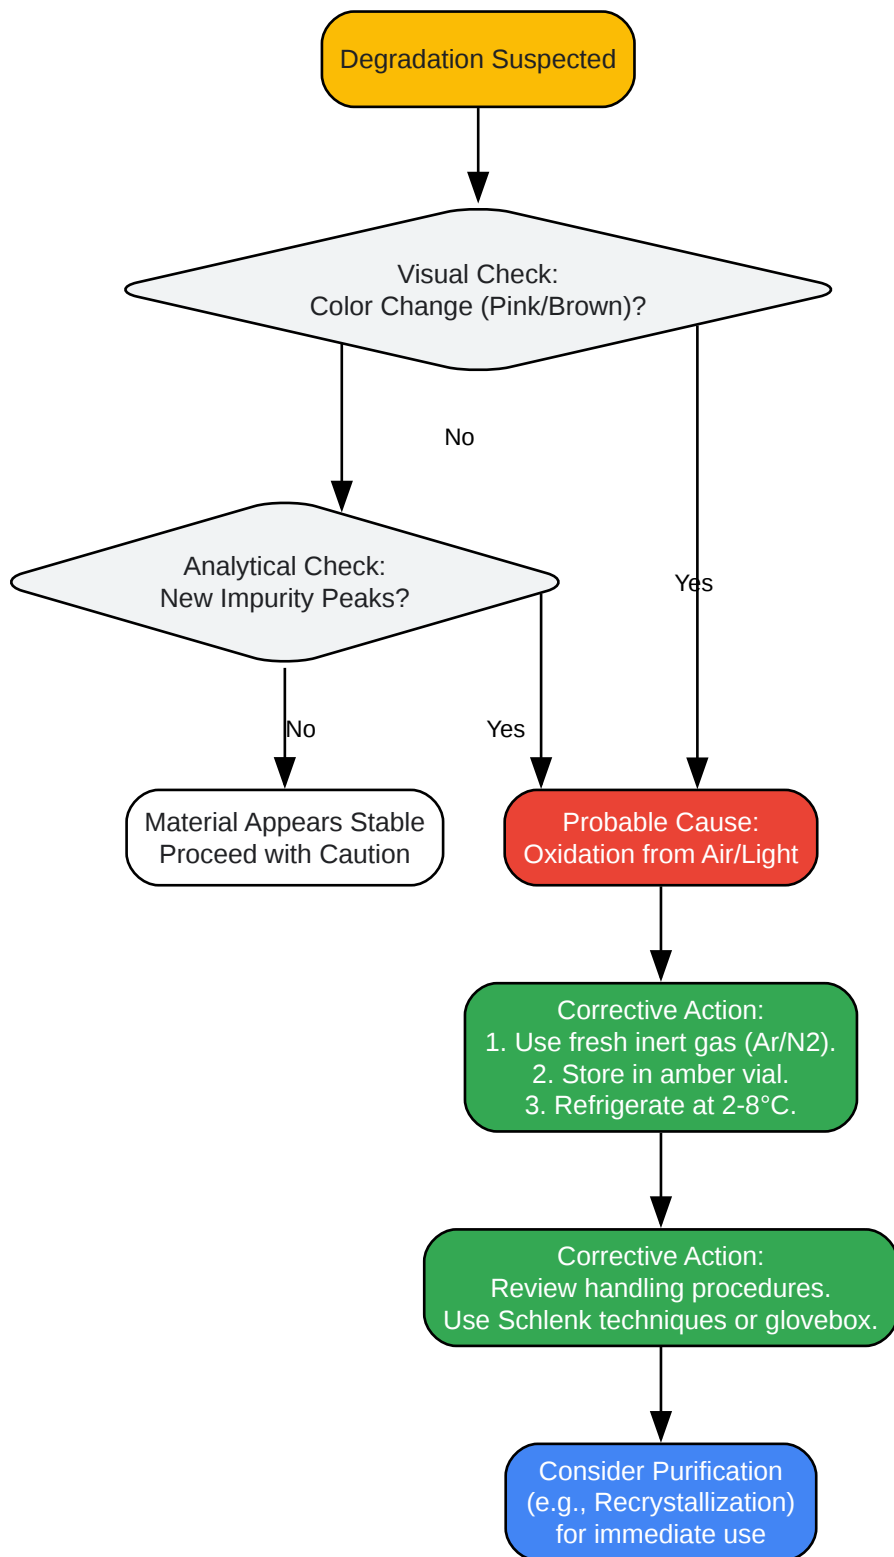 Degradation Suspected
Visual Check:
Color Change (Pink/Brown)?
No
Analytical Check:
New Impurity Peaks?
Yes
No
Yes
Material Appears Stable
Proceed with Caution
Probable Cause:
Oxidation from Air/Light
Corrective Action:
1. Use fresh inert gas (Ar/N2).
2. Store in amber vial.
3. Refrigerate at 2-8°C.
Corrective Action:
Review handling procedures.
Use Schlenk techniques or glovebox.
Consider Purification
(e.g., Recrystallization)
for immediate use